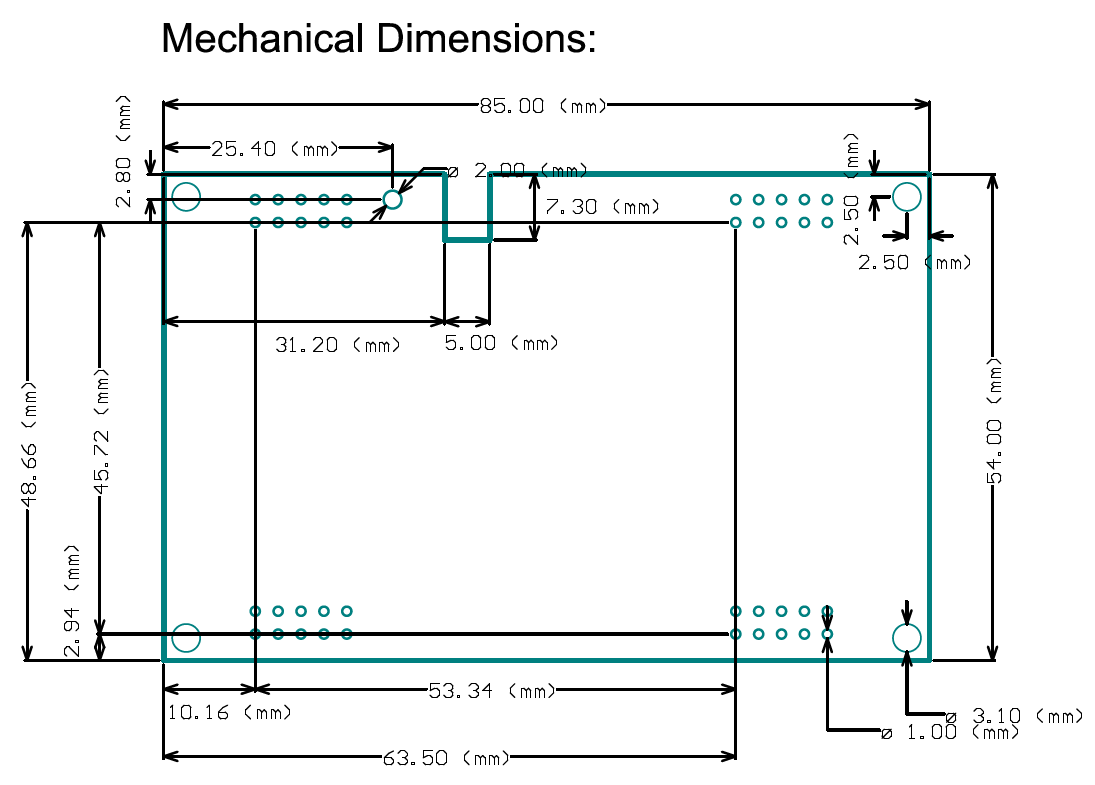 Mechanical Dimensions:
85.00 (mm)
2.80 (mm)
25.40 (mm)
⌀ 2.00 (mm)
2.50 (mm)
7.30 (mm)
2.50 (mm)
31.20 (mm)
5.00 (mm)
48.66 (mm)
45.72 (mm)
54.00 (mm)
2.94 (mm)
53.34 (mm)
10.16 (mm)
⌀ 3.10 (mm)
⌀ 1.00 (mm)
63.50 (mm)